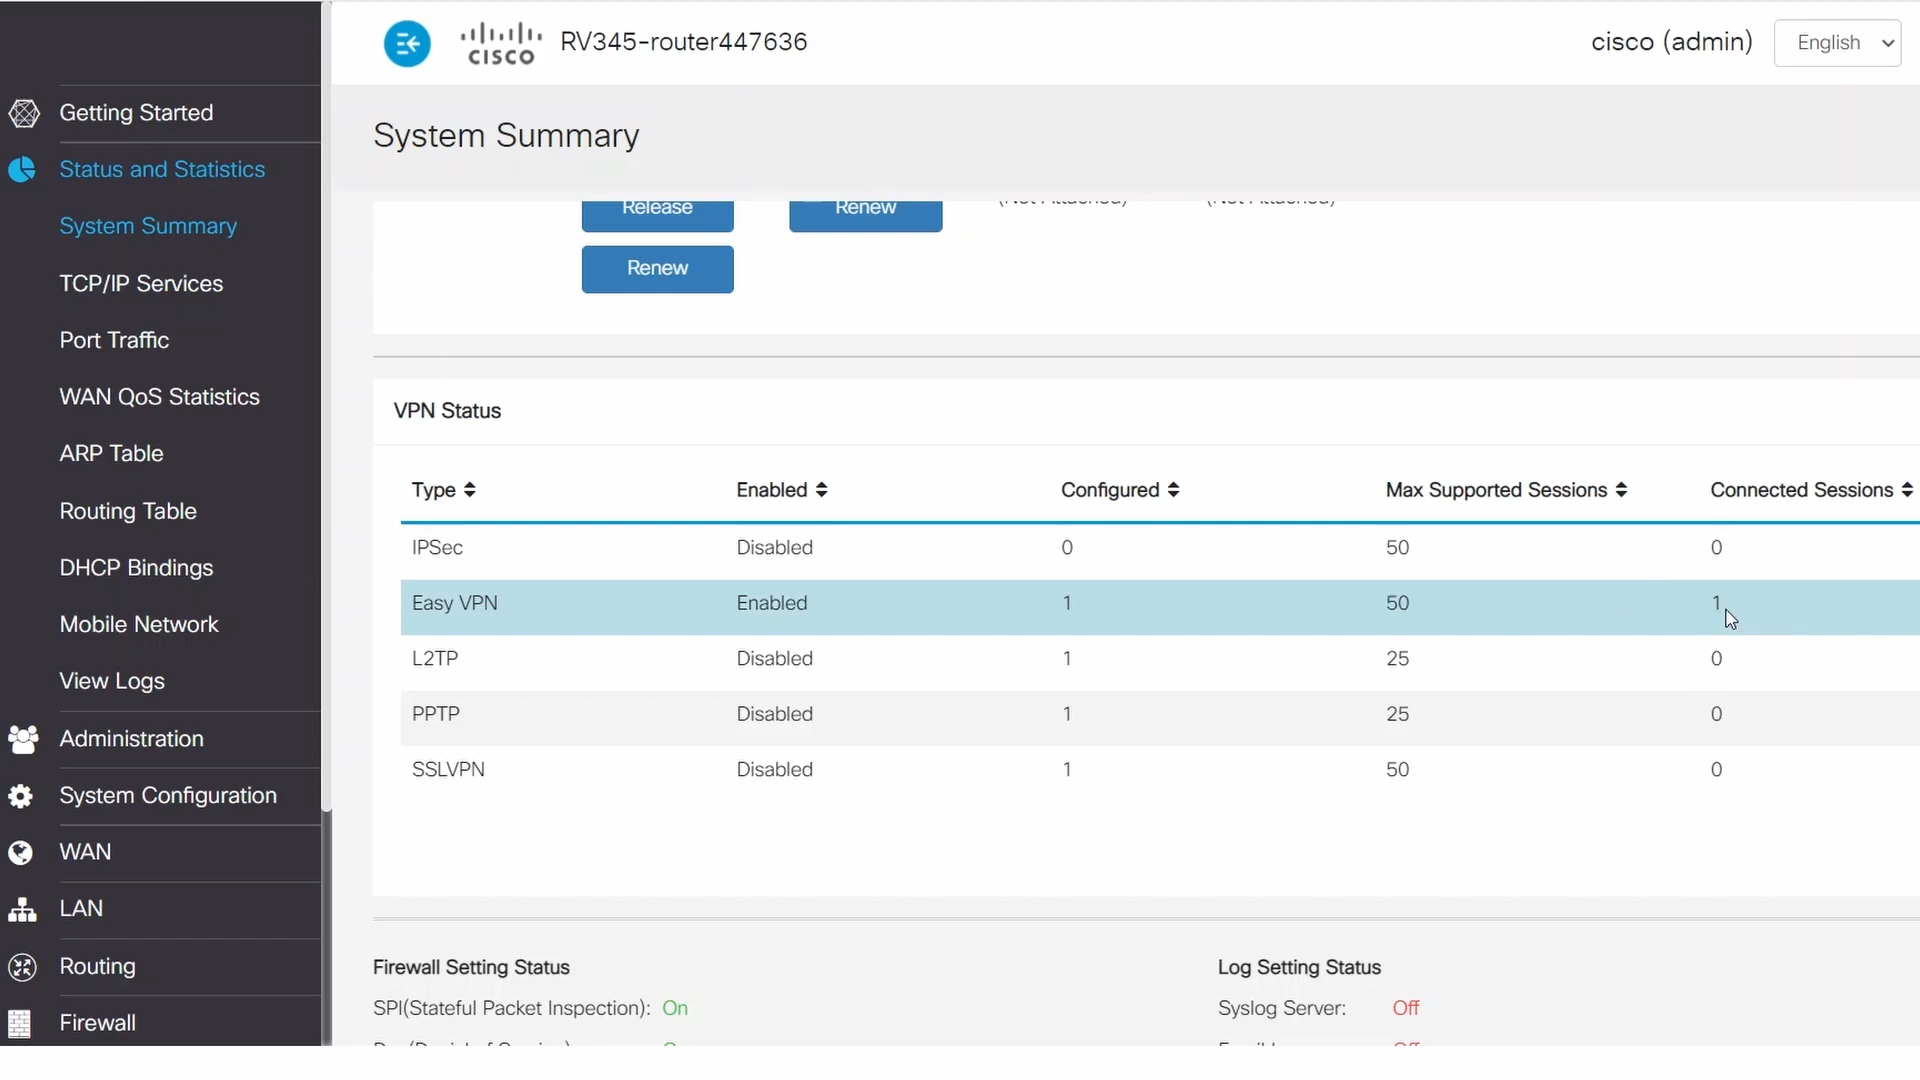 CISCO
RV345-router447636
cisco (admin)
English
Getting Started
Status and Statistics
System Summary
TCP/IP Services
Port Traffic
WAN QoS Statistics
ARP Table
Routing Table
DHCP Bindings
Mobile Network
View Logs
Administration
System Configuration
WAN
LAN
Routing
Firewall
System Summary
Release Renew (Not Attached) (Not Attached)
Renew
VPN Status
Type Enabled Configured Max Supported Sessions Connected Sessions
IPSec Disabled 0 50 0
Easy VPN Enabled 1 50 1
L2TP Disabled 1 25 0
PPTP Disabled 1 25 0
SSLVPN Disabled 1 50 0
Firewall Setting Status
SPI(Stateful Packet Inspection): On
Log Setting Status
Syslog Server: Off